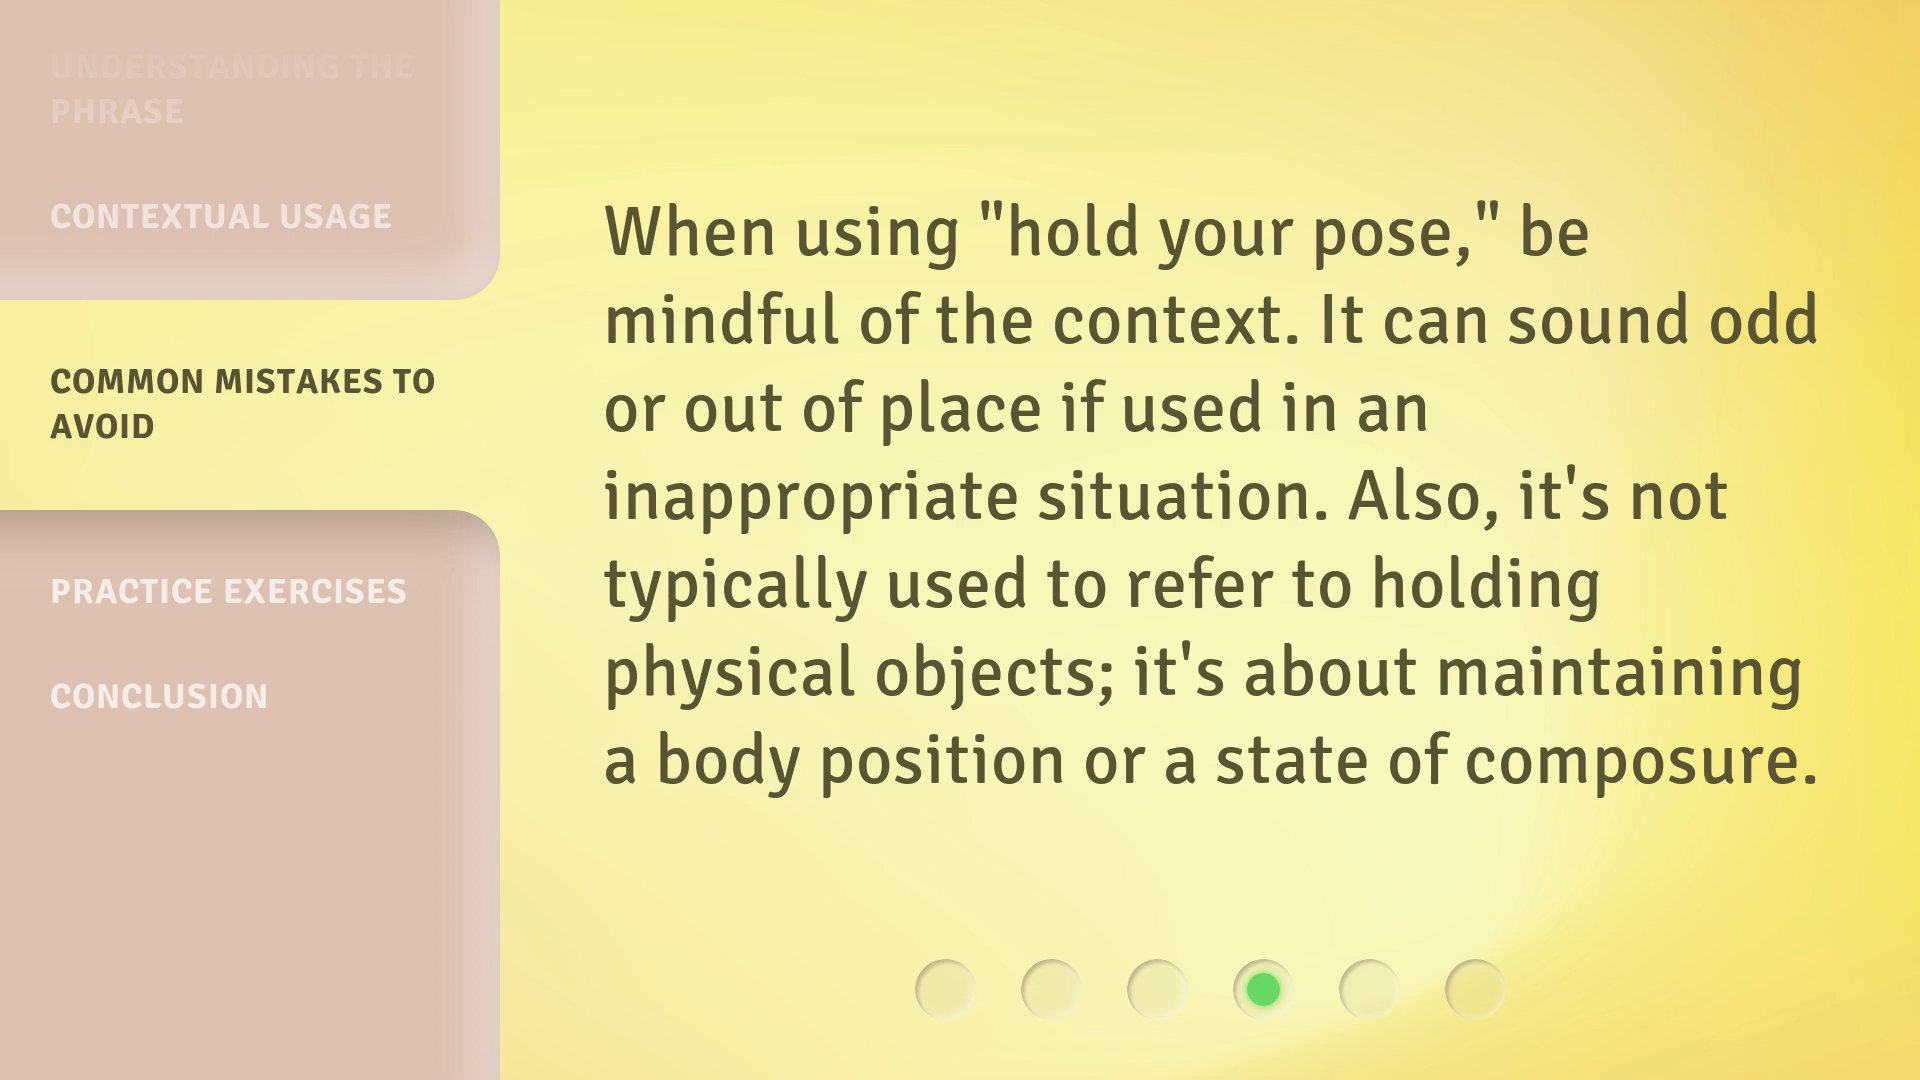 UNDERSTANDING THE
PHRASE
CONTEXTUAL USAGE
COMMON MISTAKES TO
AVOID
PRACTICE EXERCISES
CONCLUSION
When using "hold your pose," be
mindful of the context. It can sound odd
or out of place if used in an
inappropriate situation. Also, it's not
typically used to refer to holding
physical objects; it's about maintaining
a body position or a state of composure.